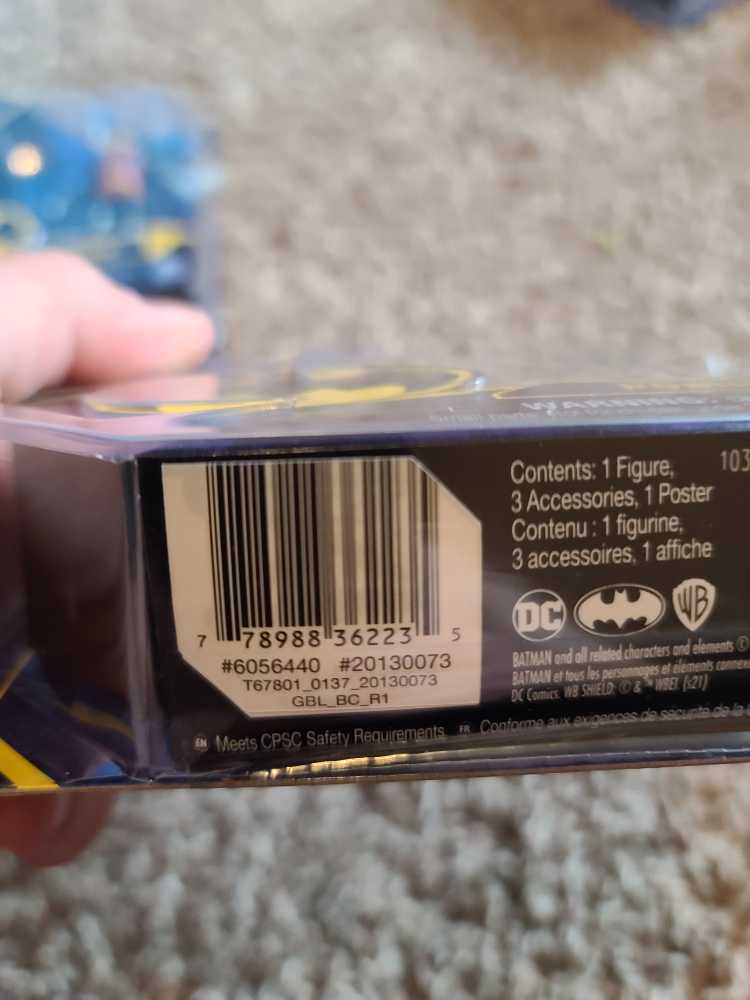 WARNING:
Contents: 1 Figure,
3 Accessories, 1 Poster
Contenu : 1 figurine,
3 accessoires, 1 affiche
103
7 78988 36223 5
#6056440 #20130073
T67801_0137_20130073
GBL_BC_R1
DC WB
BATMAN and all related characters and elements ©
BATMAN et tous les personnages et éléments
DC Comics. WB SHIELD: © & ™ WBEI. (s21)
EN Meets CPSC Safety Requirements. FR Conforme aux exigences de sécurité de la